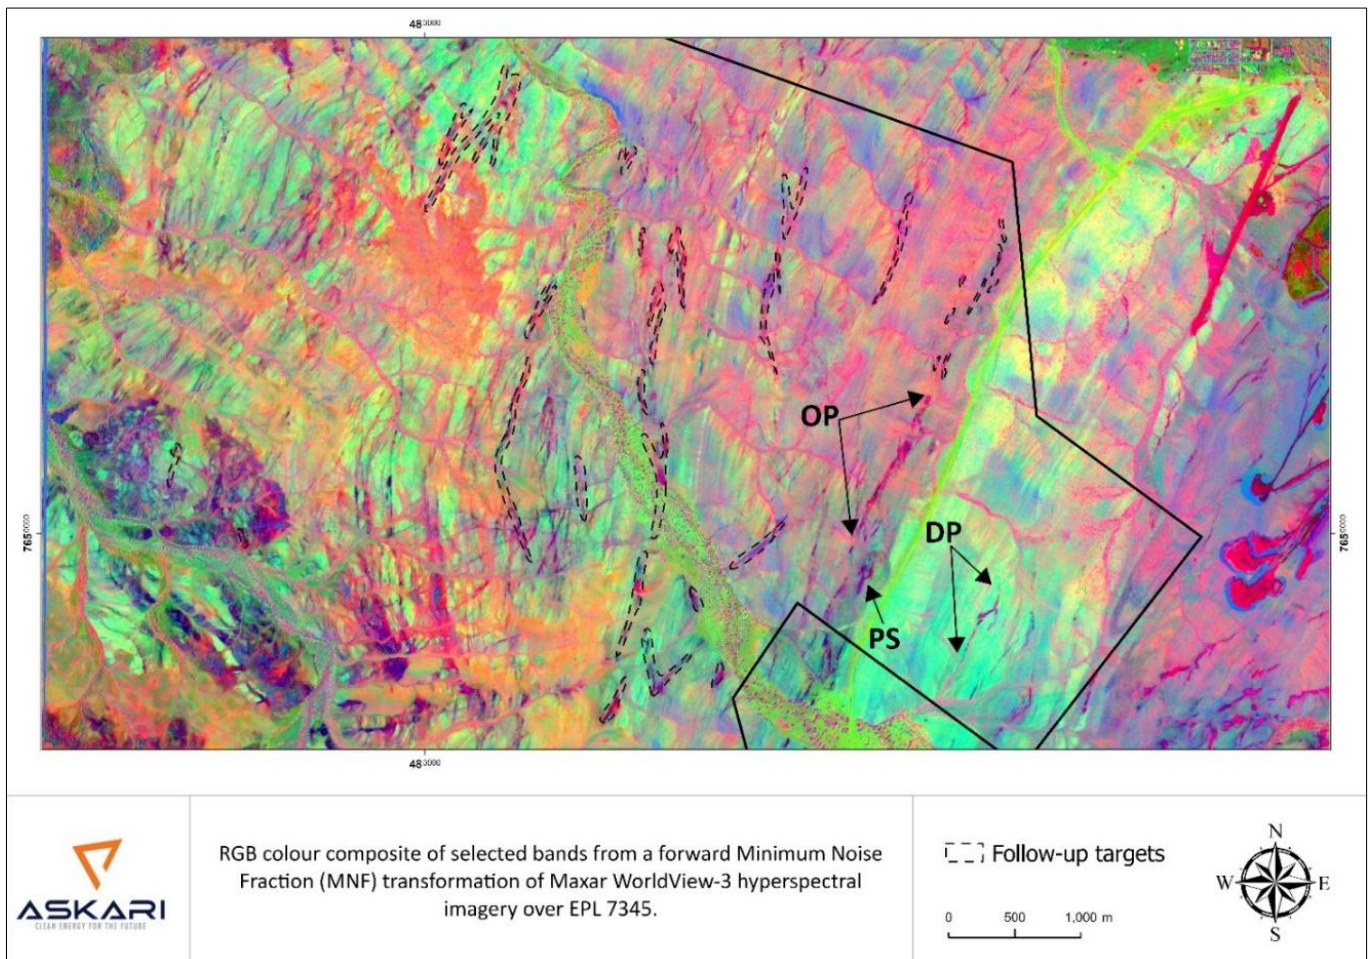 48³⁰⁰⁰
OP
765⁰⁰⁰⁰
765⁰⁰⁰⁰
DP
PS
48³⁰⁰⁰
RGB colour composite of selected bands from a forward Minimum Noise
Fraction (MNF) transformation of Maxar WorldView-3 hyperspectral
imagery over EPL 7345.
ASKARI
CLEAN ENERGY FOR THE FUTURE
Follow-up targets
0 500 1,000 m
N
W E
S